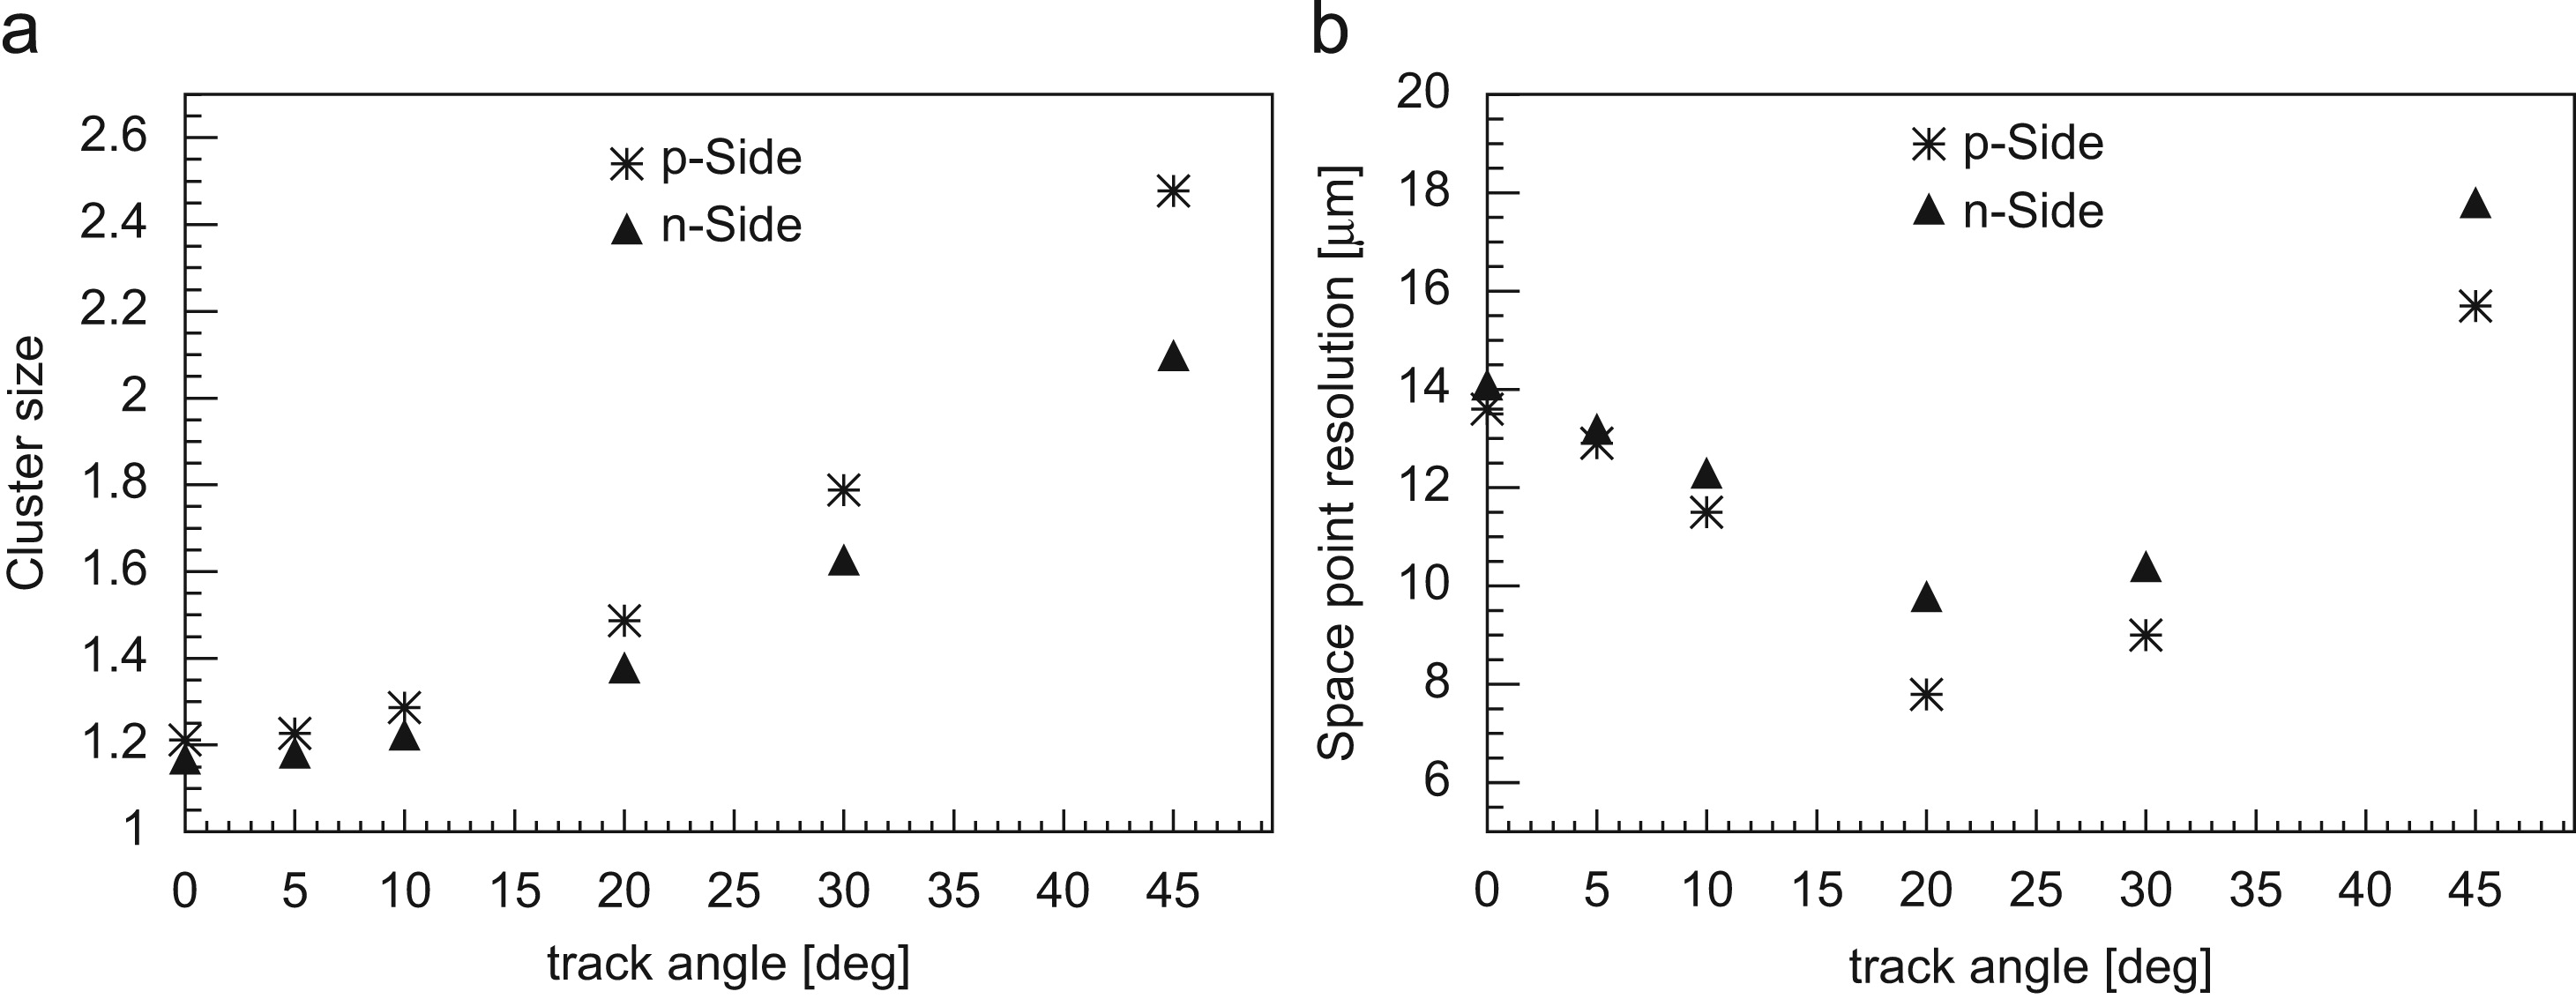 a
2.6
2.4
2.2
2
1.8
1.6
1.4
1.2
1
Cluster size
p-Side
n-Side
0 5 10 15 20 25 30 35 40 45
track angle [deg]
b
20
18
16
14
12
10
8
6
Space point resolution [μm]
p-Side
n-Side
0 5 10 15 20 25 30 35 40 45
track angle [deg]